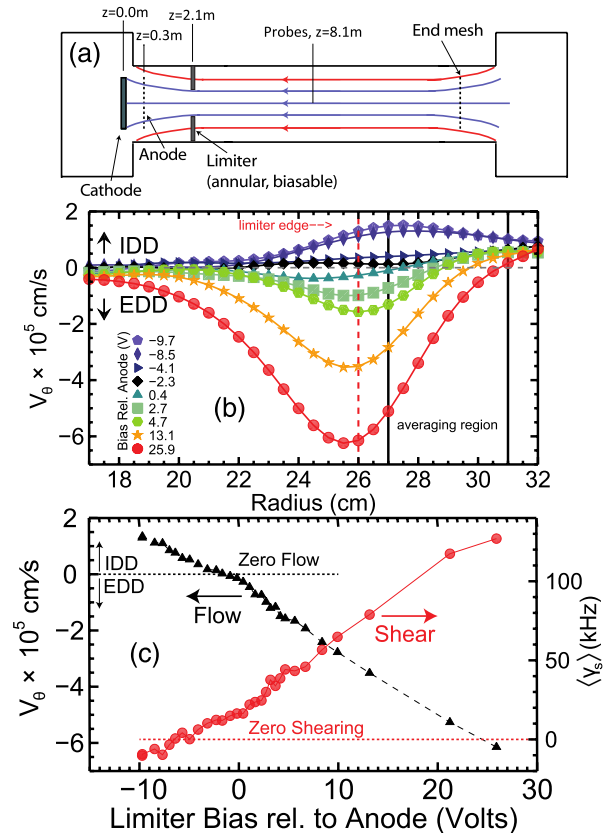 z=0.0m
z=2.1m
z=0.3m
Probes, z=8.1m
End mesh
(a)
Anode
Limiter
(annular, biasable)
Cathode
2
limiter edge-->
IDD
0
EDD
-2
-4
-6
V_θ × 10^5 cm/s
Bias Rel. Anode (V)
-9.7
-8.5
-4.1
-2.3
0.4
2.7
4.7
13.1
25.9
(b)
averaging region
18 20 22 24 26 28 30 32
Radius (cm)
2
IDD
Zero Flow
0
EDD
Flow
100
Shear
-2
50
-4
(c)
Zero Shearing
0
-6
V_θ × 10^5 cm/s
⟨γ_s⟩ (kHz)
−10 0 10 20 30
Limiter Bias rel. to Anode (Volts)